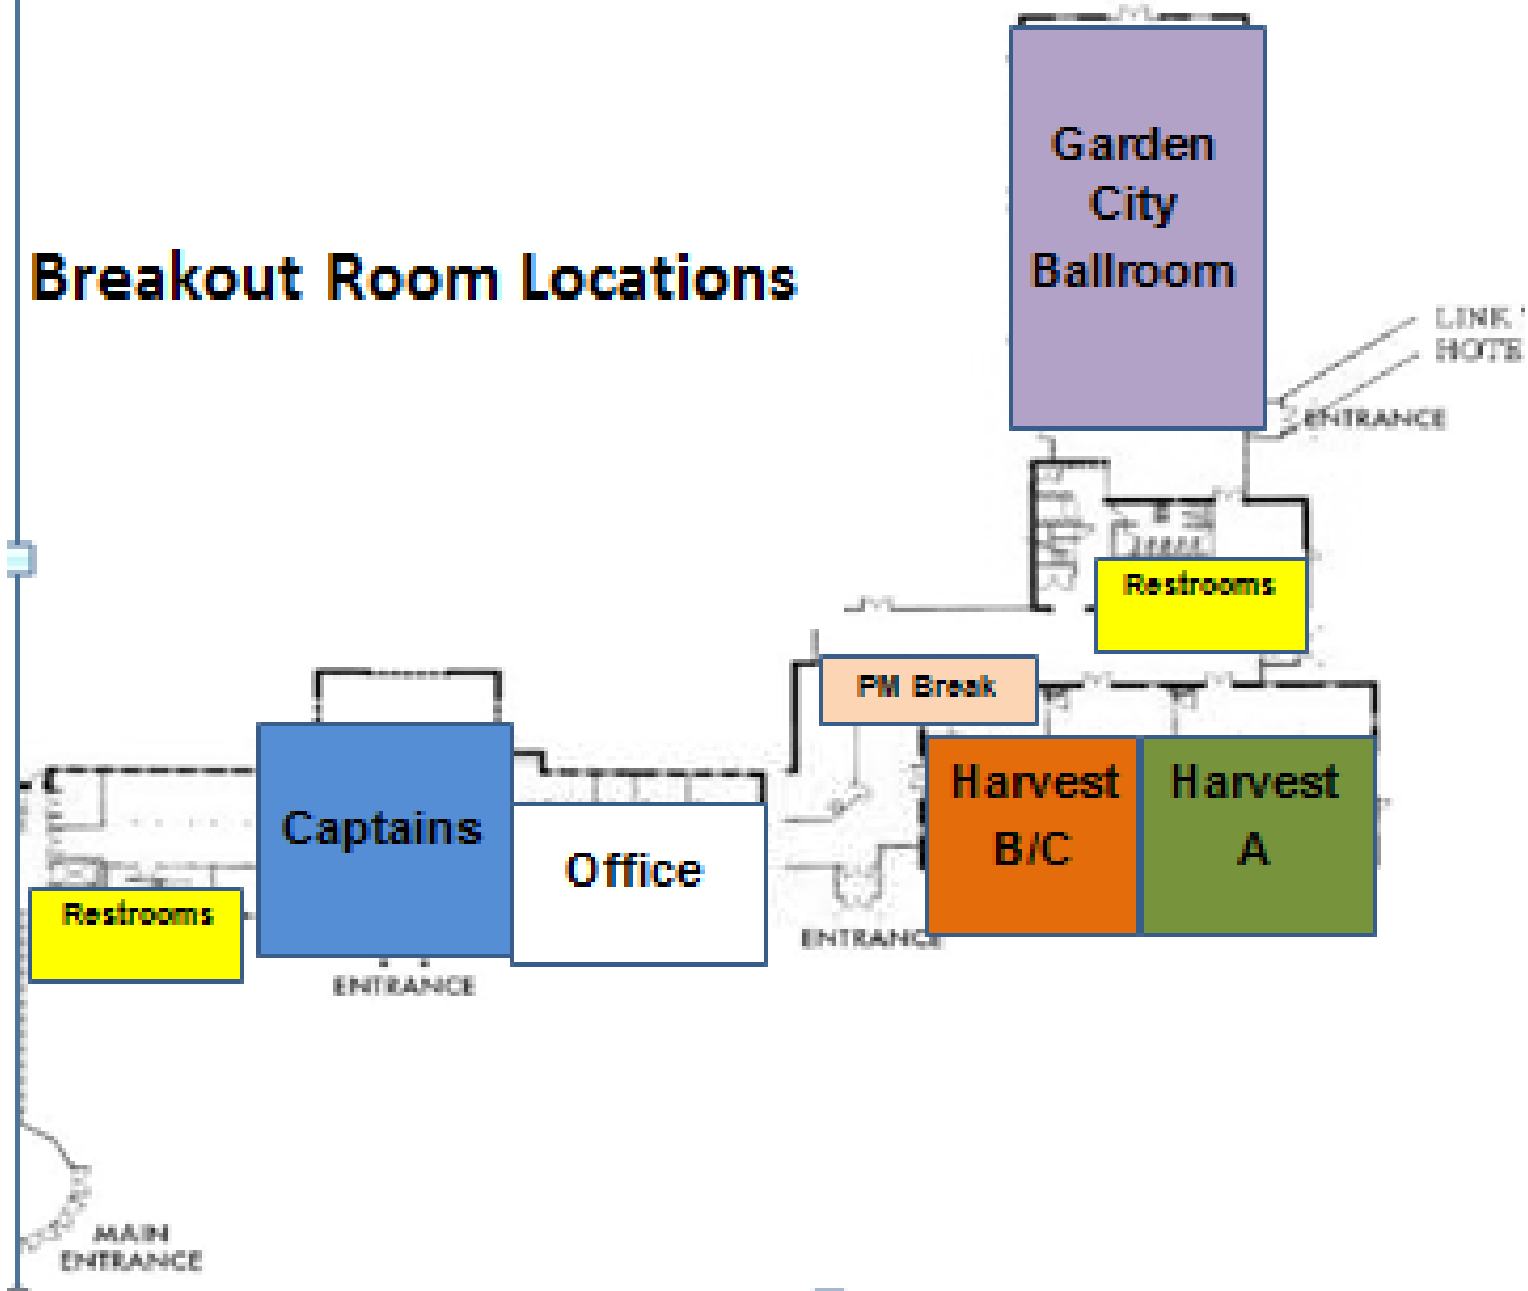 Garden
City
Ballroom
Breakout Room Locations
LINK
ENTRANCE
Restrooms
PM Break
Captains
Office
Harvest
B/C
Harvest
A
Restrooms
ENTRANCE
ENTRANCE
MAIN
ENTRANCE